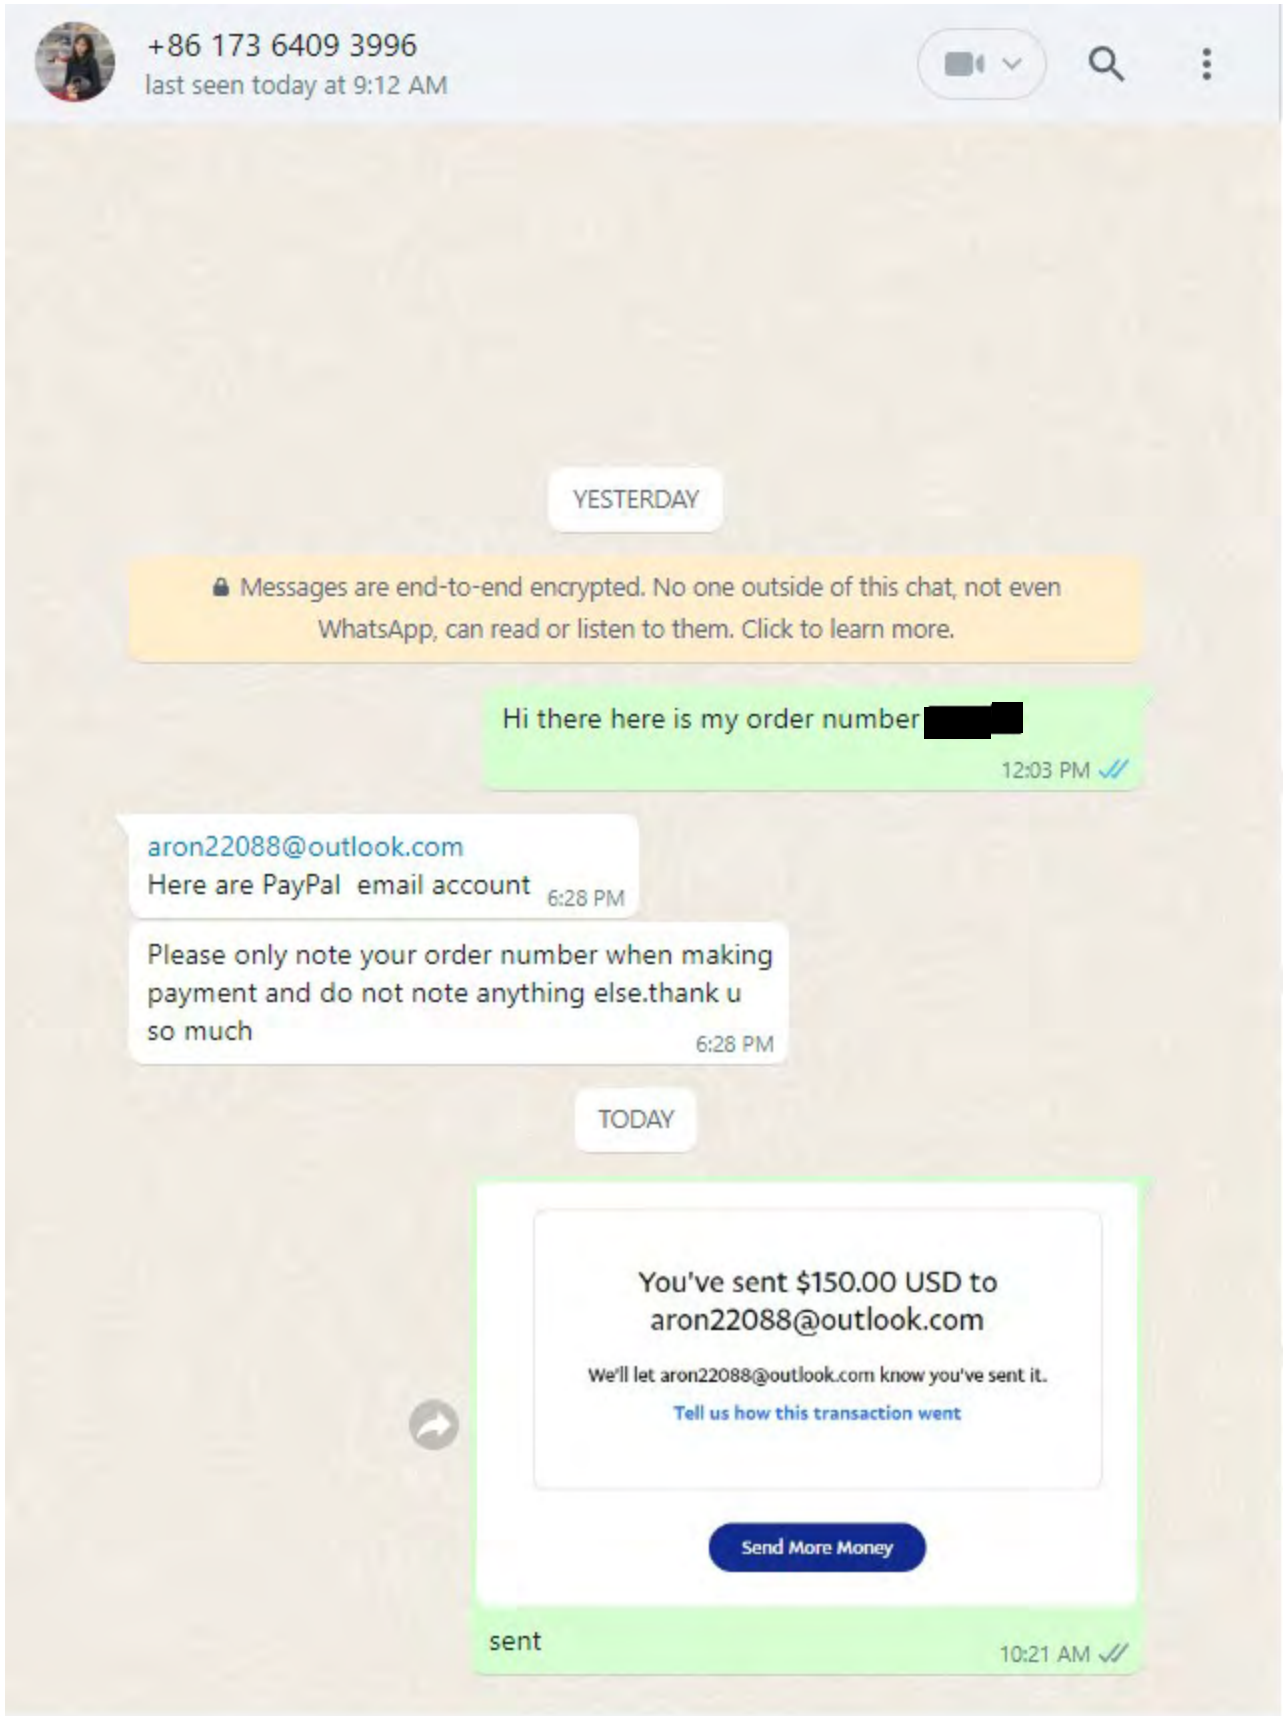 +86 173 6409 3996
last seen today at 9:12 AM
YESTERDAY
Messages are end-to-end encrypted. No one outside of this chat, not even
WhatsApp, can read or listen to them. Click to learn more.
Hi there here is my order number
12:03 PM
aron22088@outlook.com
Here are PayPal  email account 6:28 PM
Please only note your order number when making
payment and do not note anything else.thank u
so much
6:28 PM
TODAY
You've sent $150.00 USD to
aron22088@outlook.com
We'll let aron22088@outlook.com know you've sent it.
Tell us how this transaction went
Send More Money
sent
10:21 AM